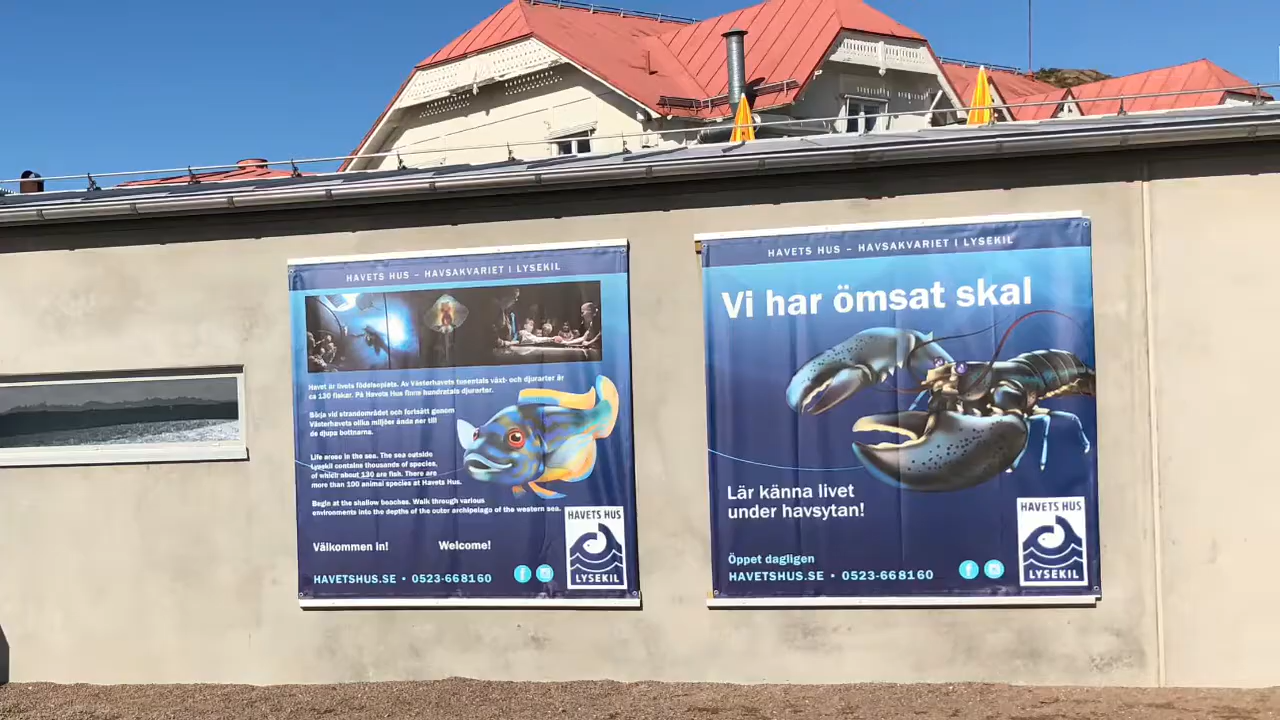 HAVETS HUS – HAVSAKVARIET I LYSEKIL
Havet är livets födelseplats. Av Västerhavets tusentals växt- och djurarter är
ca 130 fiskar. På Havets Hus finns hundratals djurarter.
Börja vid strandområdet och fortsätt genom
Västerhavets olika miljöer ända ner till
de djupa bottnarna.
Life arose in the sea. The sea outside
Lysekil contains thousands of species,
of which about 130 are fish. There are
more than 100 animal species at Havets Hus.
Begin at the shallow beaches. Walk through various
environments into the depths of the outer archipelago of the western sea.
Välkommen in! Welcome!
HAVETSHUS.SE • 0523-668160
HAVETS HUS
LYSEKIL
HAVETS HUS – HAVSAKVARIET I LYSEKIL
Vi har ömsat skal
Lär känna livet
under havsytan!
Öppet dagligen
HAVETSHUS.SE • 0523-668160
HAVETS HUS
LYSEKIL